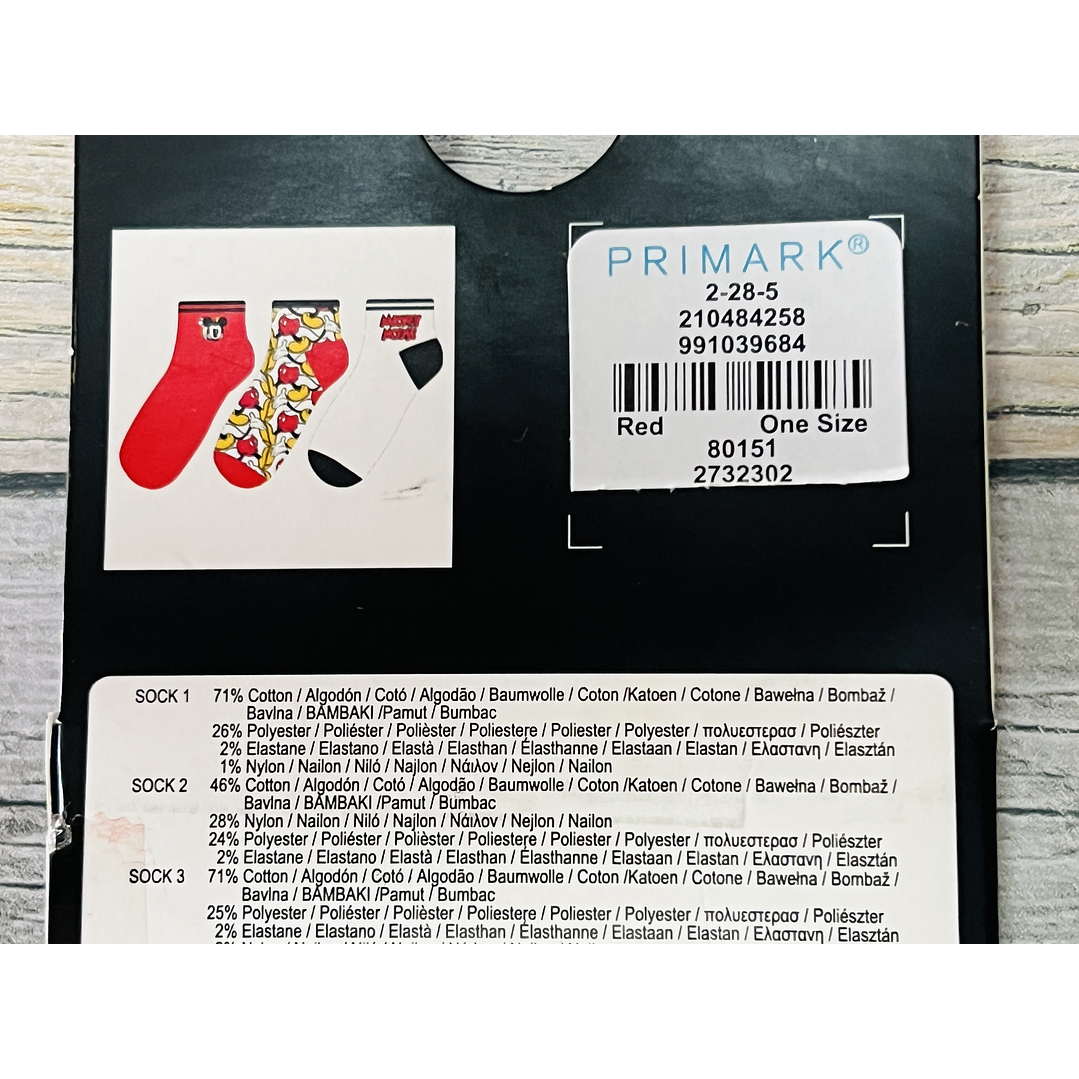 PRIMARK®
2-28-5
210484258
991039684
Red One Size
80151
2732302
MICKEY
MOUSE
SOCK 1 71% Cotton / Algodón / Cotó / Algodão / Baumwolle / Coton /Katoen / Cotone / Bawełna / Bombaž /
Bavlna / BAMBAKI /Pamut / Bumbac
26% Polyester / Poliéster / Polièster / Poliestere / Poliester / Polyester / πολυεστερασ / Poliészter
2% Elastane / Elastano / Elastà / Elasthan / Élasthanne / Elastaan / Elastan / Ελαστανη / Elasztán
1% Nylon / Nailon / Niló / Najlon / Νάιλον / Nejlon / Nailon
SOCK 2 46% Cotton / Algodón / Cotó / Algodão / Baumwolle / Coton /Katoen / Cotone / Bawełna / Bombaž /
Bavlna / BAMBAKI /Pamut / Bumbac
28% Nylon / Nailon / Niló / Najlon / Νάιλον / Nejlon / Nailon
24% Polyester / Poliéster / Polièster / Poliestere / Poliester / Polyester / πολυεστερασ / Poliészter
2% Elastane / Elastano / Elastà / Elasthan / Élasthanne / Elastaan / Elastan / Ελαστανη / Elasztán
SOCK 3 71% Cotton / Algodón / Cotó / Algodão / Baumwolle / Coton /Katoen / Cotone / Bawełna / Bombaž /
Bavlna / BAMBAKI /Pamut / Bumbac
25% Polyester / Poliéster / Polièster / Poliestere / Poliester / Polyester / πολυεστερασ / Poliészter
2% Elastane / Elastano / Elastà / Elasthan / Élasthanne / Elastaan / Elastan / Ελαστανη / Elasztán